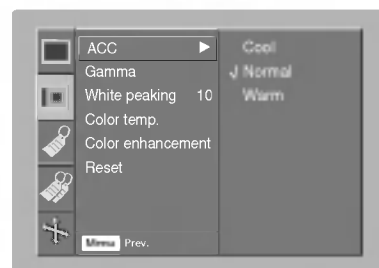 ACC
Gamma
White peaking 10
Color temp.
Color enhancement
Reset
Cool
Normal
Warm
Menu Prev.